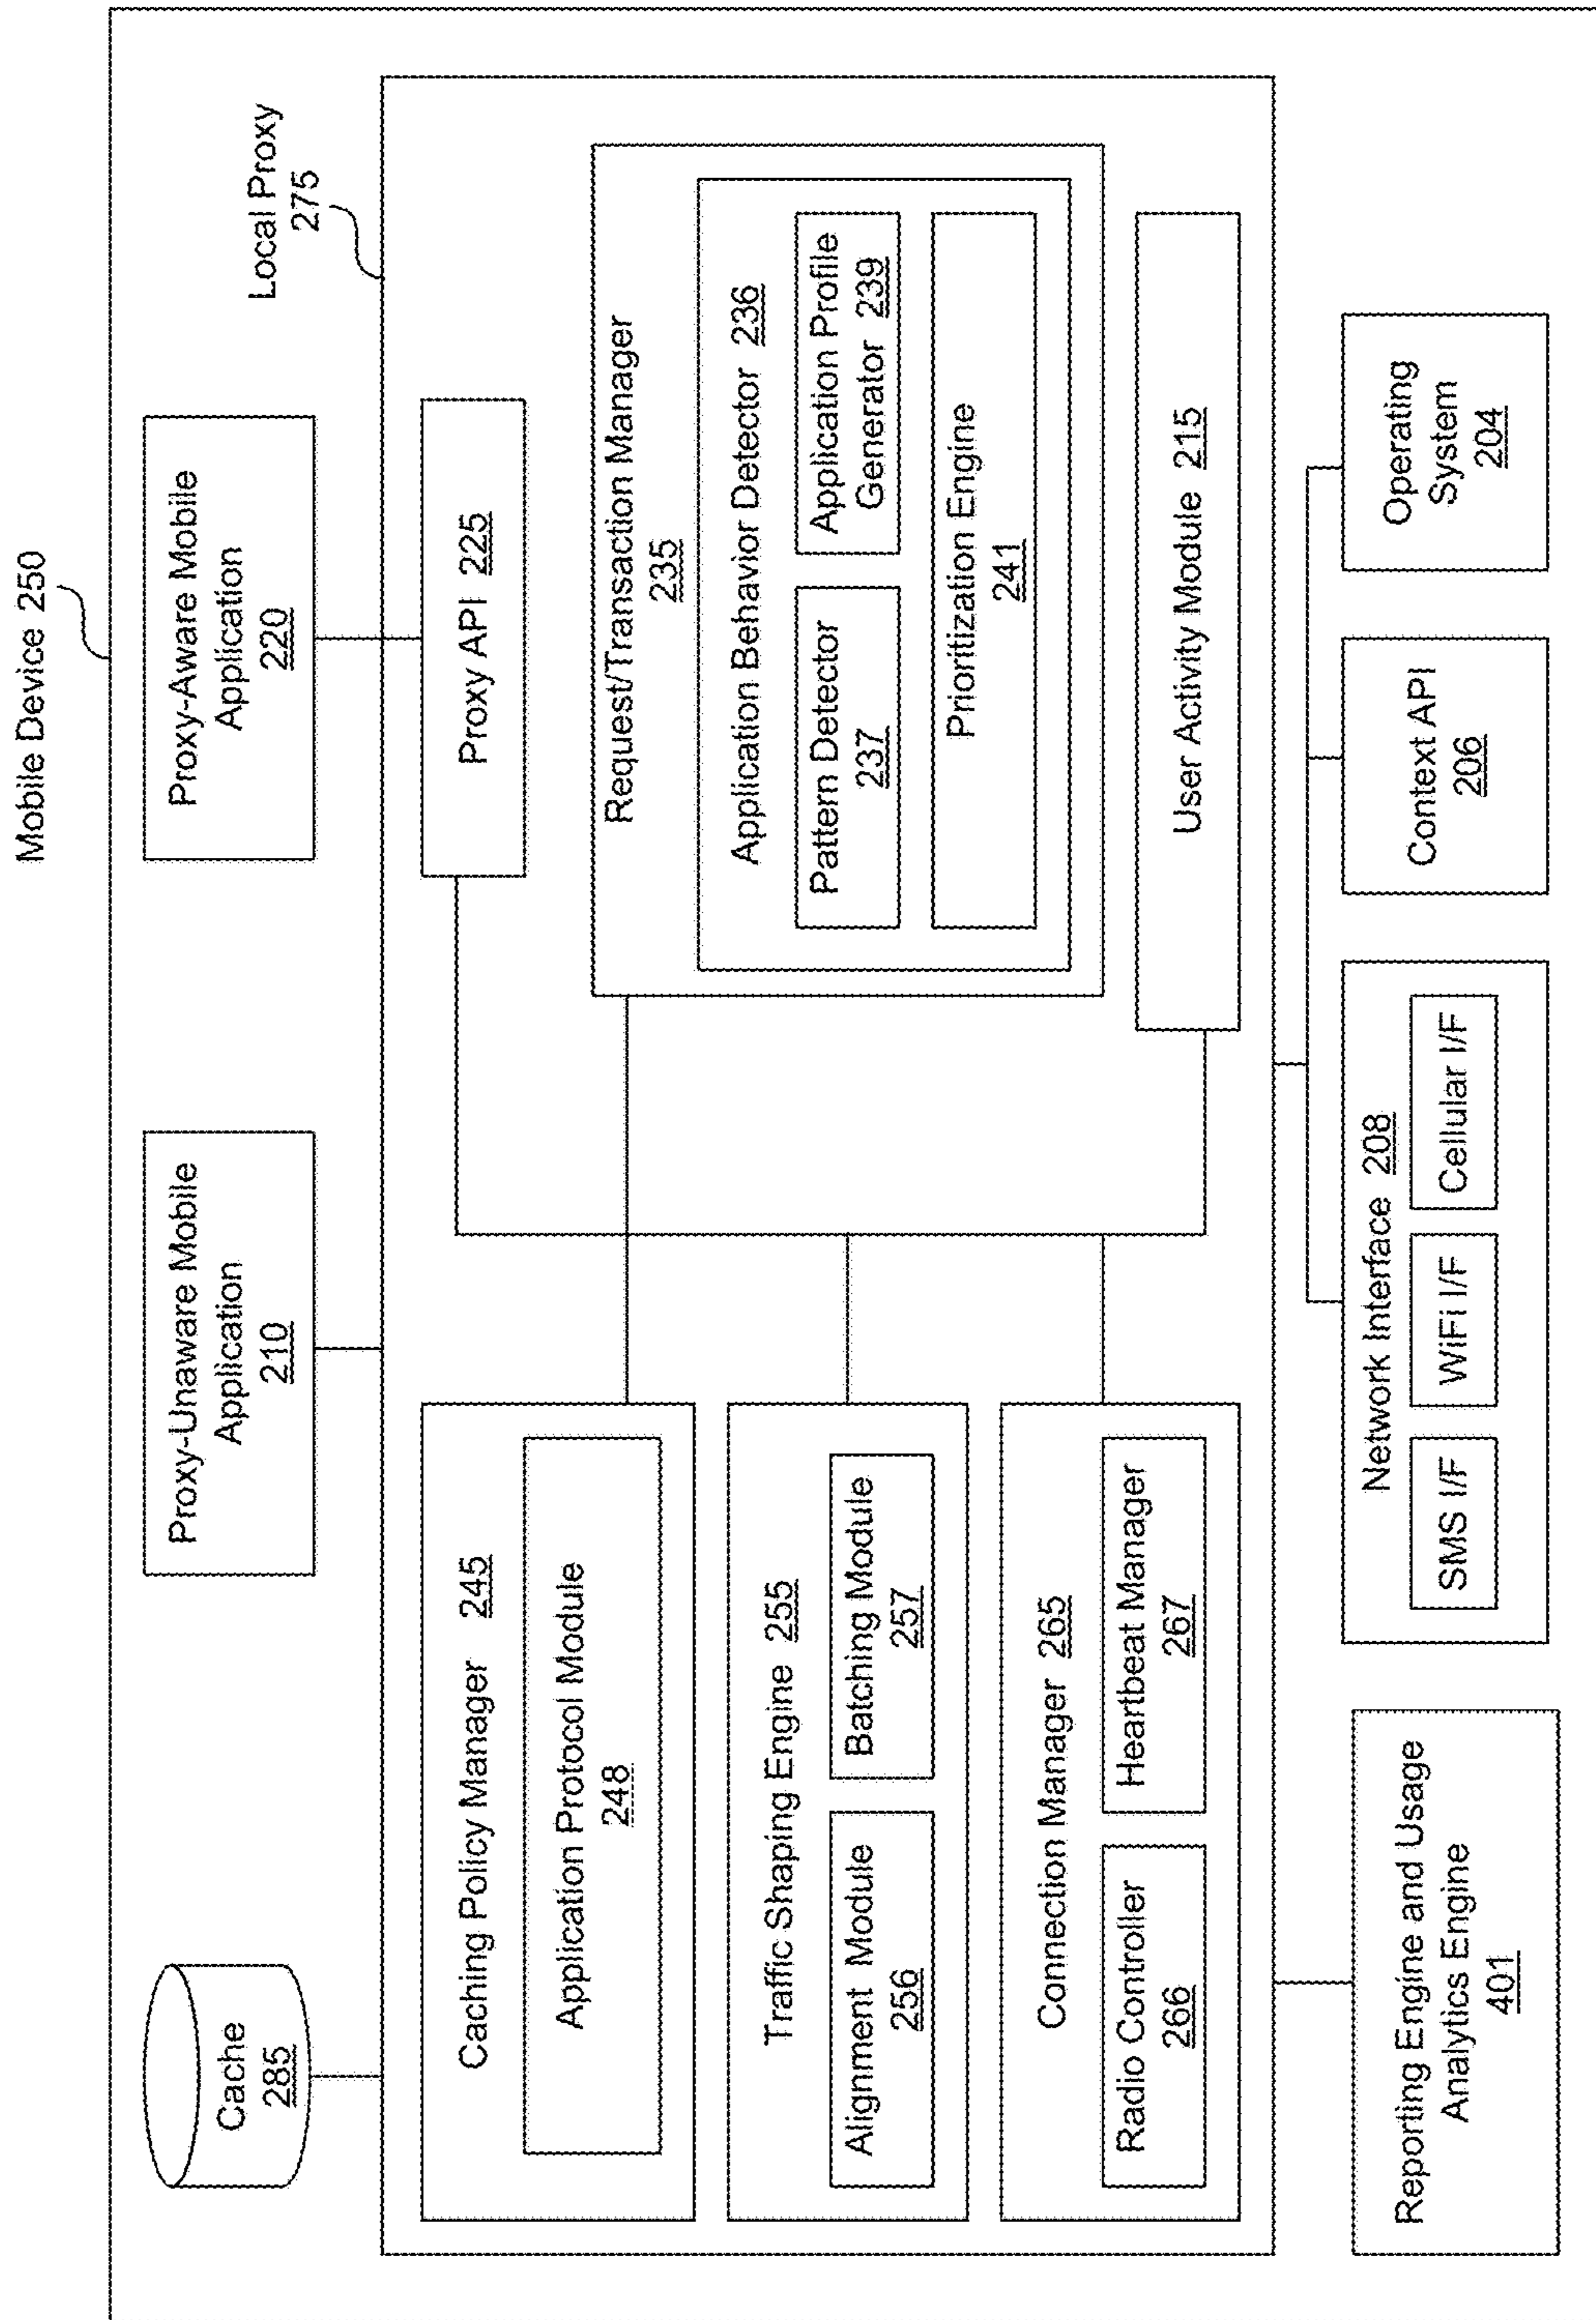 Mobile Device 250
Cache
285
Proxy-Unaware Mobile
Application
210
Proxy-Aware Mobile
Application
220
Local Proxy
275
Caching Policy Manager 245
Application Protocol Module
248
Traffic Shaping Engine 255
Alignment Module
256
Batching Module
257
Connection Manager 265
Radio Controller
266
Heartbeat Manager
267
Proxy API 225
Request/Transaction Manager
235
Application Behavior Detector 236
Pattern Detector
237
Application Profile
Generator 239
Prioritization Engine
241
User Activity Module 215
Reporting Engine and Usage
Analytics Engine
401
Network Interface 208
SMS I/F
WiFi I/F
Cellular I/F
Context API
206
Operating
System
204